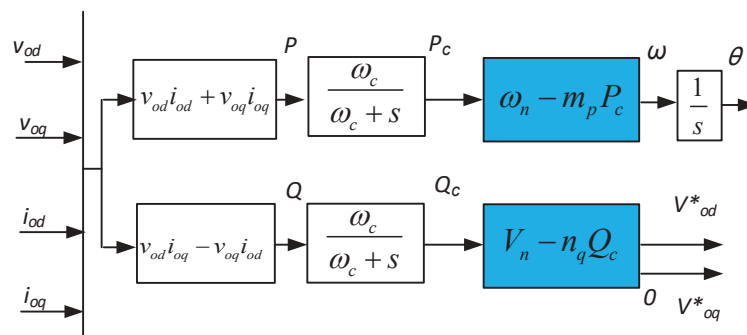 v_od
v_oq
i_od
i_oq
v_od i_od + v_oq i_oq
P
ω_c
ω_c + s
P_c
ω_n − m_p P_c
ω
1
s
θ
v_od i_oq − v_oq i_od
Q
ω_c
ω_c + s
Q_c
V_n − n_q Q_c
V*_od
0
V*_oq